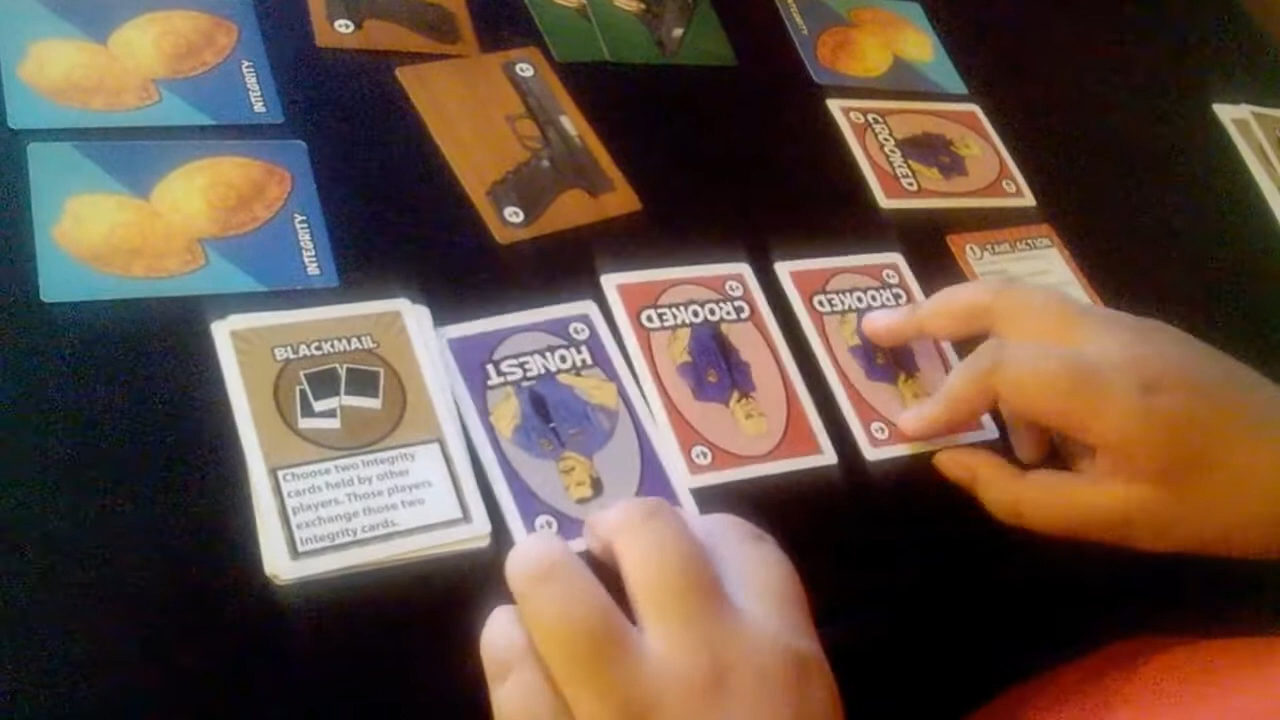 INTEGRITY
INTEGRITY
INTEGRITY
CROOKED
TAKE ACTION
BLACKMAIL
Choose two Integrity
cards held by other
players. Those players
exchange those two
Integrity cards.
HONEST
CROOKED
CROOKED